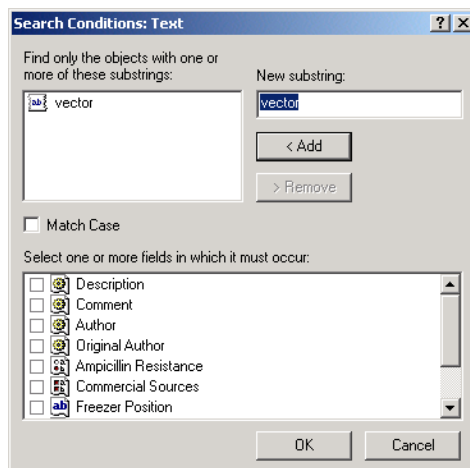 Search Conditions: Text
Find only the objects with one or
more of these substrings:
New substring:
ab vector
vector
< Add
> Remove
Match Case
Select one or more fields in which it must occur:
Description
Comment
Author
Original Author
Ampicillin Resistance
Commercial Sources
ab Freezer Position
OK
Cancel